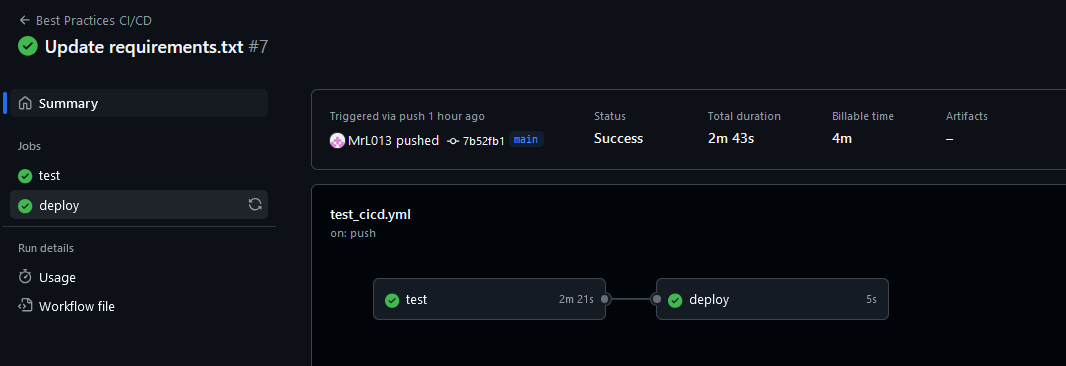 Best Practices CI/CD
Update requirements.txt #7
Summary
Jobs
test
deploy
Run details
Usage
Workflow file
Triggered via push 1 hour ago
MrL013 pushed 7b52fb1 main
Status
Success
Total duration
2m 43s
Billable time
4m
Artifacts
–
test_cicd.yml
on: push
test 2m 21s
deploy 5s